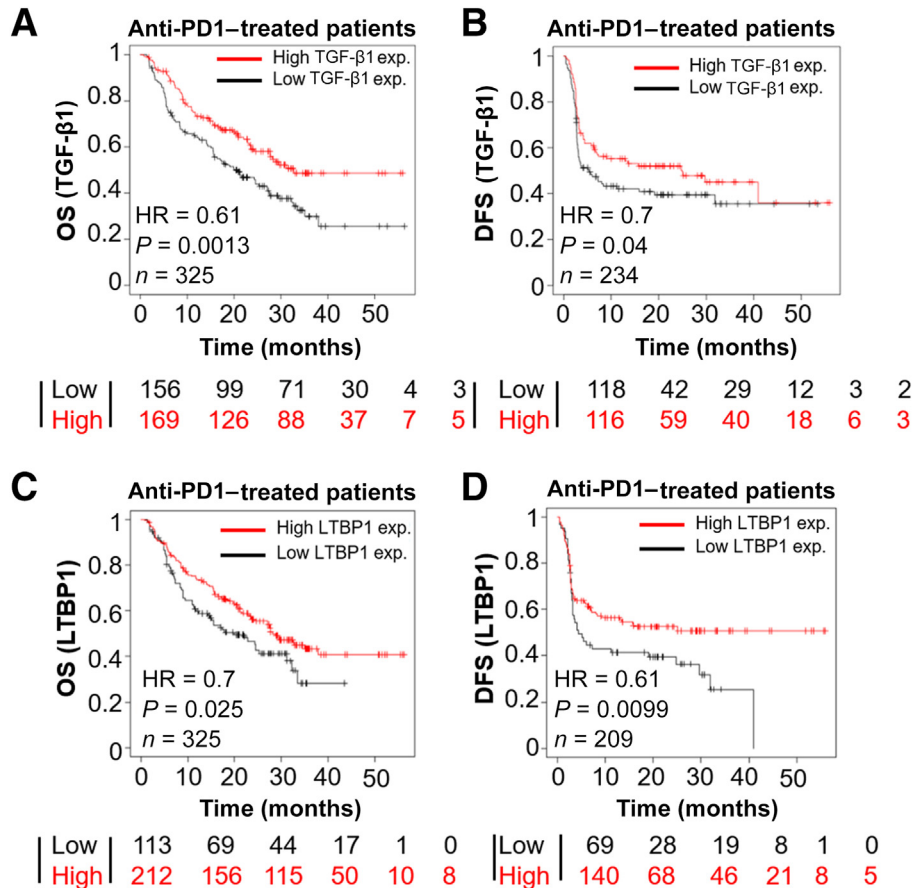 A
Anti-PD1–treated patients
High TGF-β1 exp.
Low TGF-β1 exp.
OS (TGF-β1)
1
0.8
0.6
0.4
0.2
0
HR = 0.61
P = 0.0013
n = 325
0 10 20 30 40 50
Time (months)
Low 156 99 71 30 4 3
High 169 126 88 37 7 5
B
Anti-PD1–treated patients
High TGF-β1 exp.
Low TGF-β1 exp.
DFS (TGF-β1)
1
0.8
0.6
0.4
0.2
0
HR = 0.7
P = 0.04
n = 234
0 10 20 30 40 50
Time (months)
Low 118 42 29 12 3 2
High 116 59 40 18 6 3
C
Anti-PD1–treated patients
High LTBP1 exp.
Low LTBP1 exp.
OS (LTBP1)
1
0.8
0.6
0.4
0.2
0
HR = 0.7
P = 0.025
n = 325
0 10 20 30 40 50
Time (months)
Low 113 69 44 17 1 0
High 212 156 115 50 10 8
D
Anti-PD1–treated patients
High LTBP1 exp.
Low LTBP1 exp.
DFS (LTBP1)
1
0.8
0.6
0.4
0.2
0
HR = 0.61
P = 0.0099
n = 209
0 10 20 30 40 50
Time (months)
Low 69 28 19 8 1 0
High 140 68 46 21 8 5